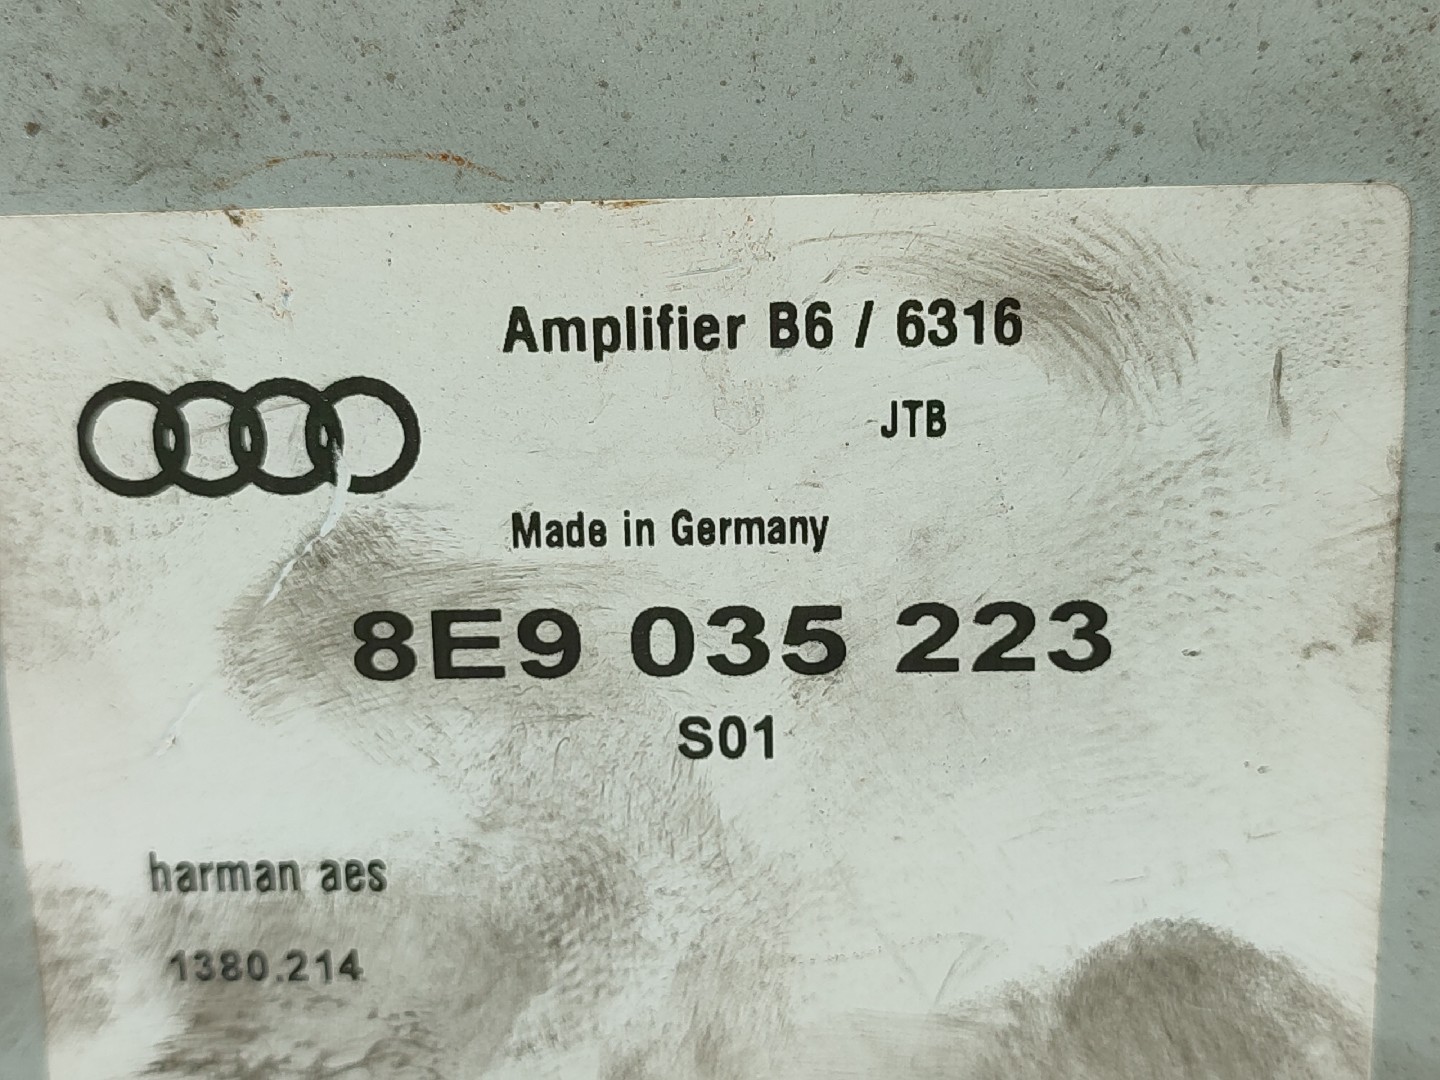 Amplifier B6 / 6316
JTB
Made in Germany
8E9 035 223
S01
harman aes
1380.214